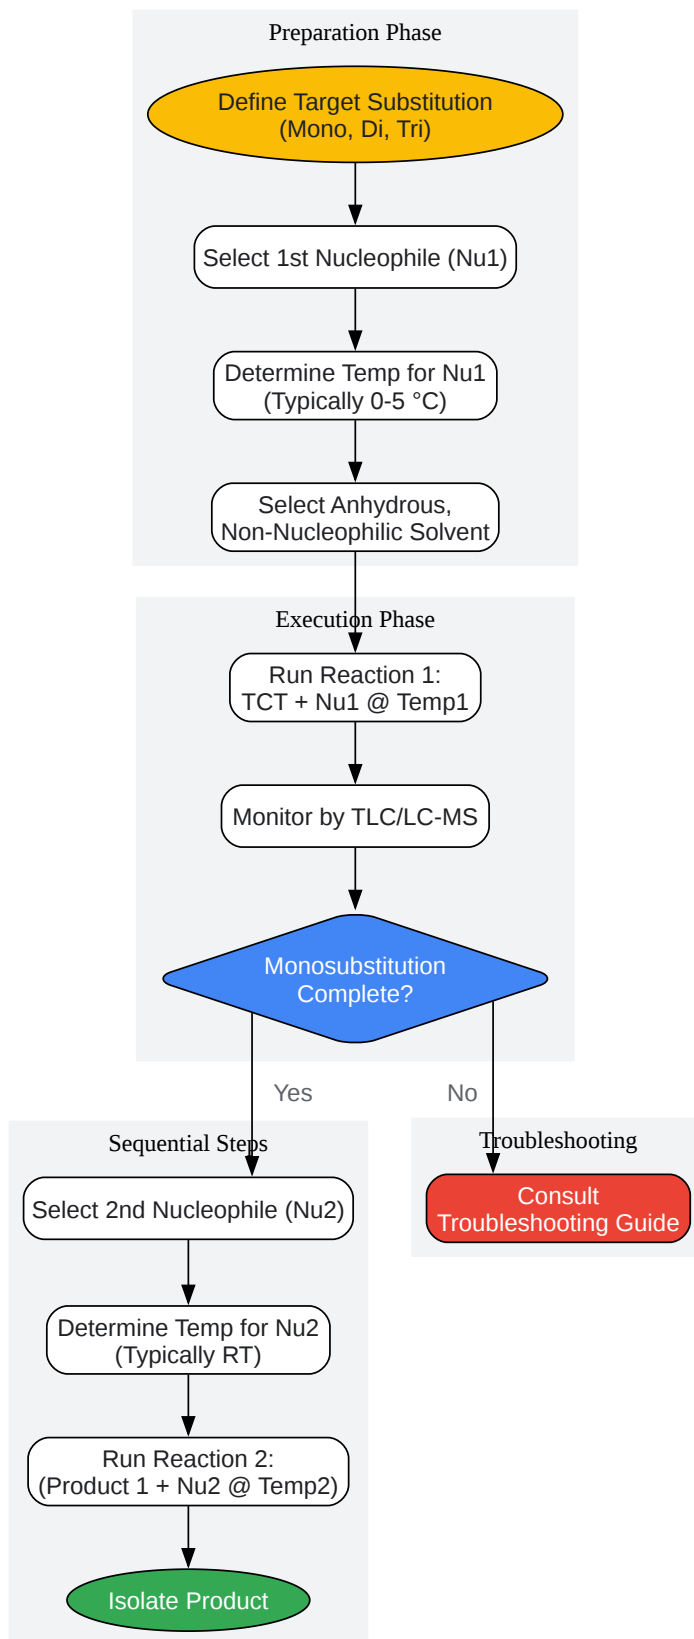 Preparation Phase
Define Target Substitution
(Mono, Di, Tri)
Select 1st Nucleophile (Nu1)
Determine Temp for Nu1
(Typically 0-5 °C)
Select Anhydrous,
Non-Nucleophilic Solvent
Execution Phase
Run Reaction 1:
TCT + Nu1 @ Temp1
Monitor by TLC/LC-MS
Monosubstitution
Complete?
Yes
No
Sequential Steps
Select 2nd Nucleophile (Nu2)
Determine Temp for Nu2
(Typically RT)
Run Reaction 2:
(Product 1 + Nu2 @ Temp2)
Isolate Product
Troubleshooting
Consult
Troubleshooting Guide